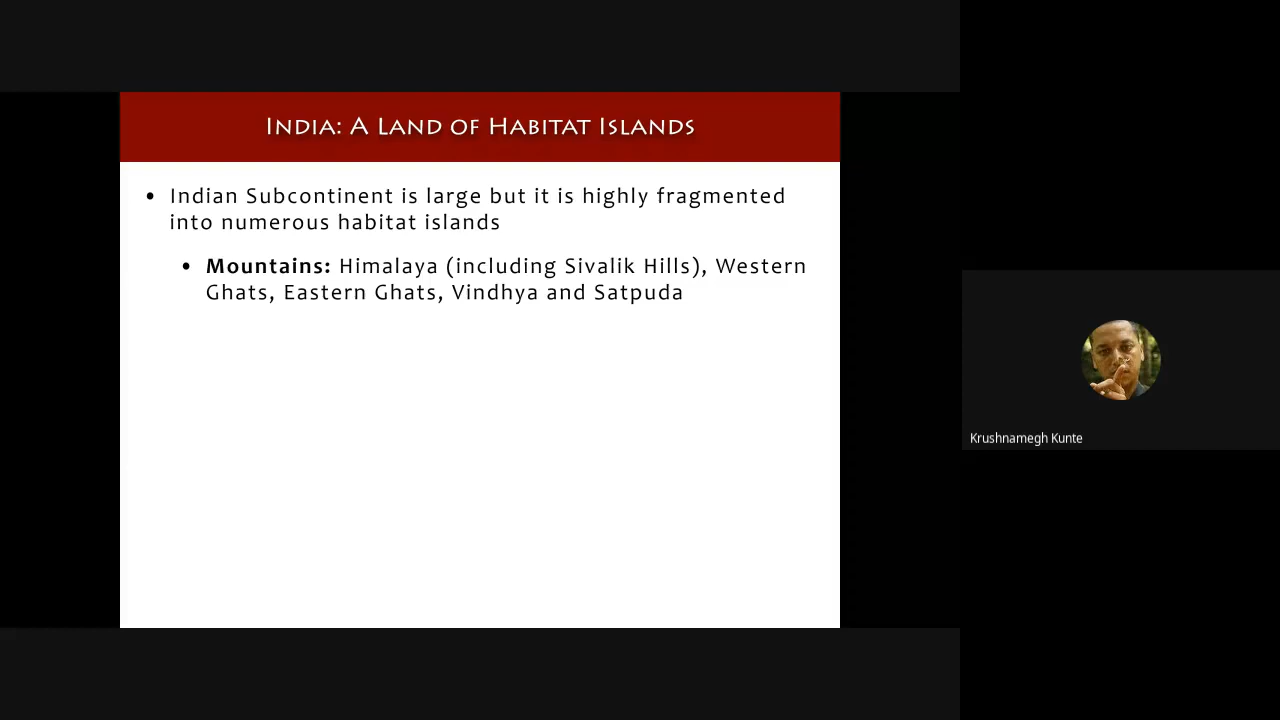 India: A Land of Habitat Islands
• Indian Subcontinent is large but it is highly fragmented
into numerous habitat islands
• Mountains: Himalaya (including Sivalik Hills), Western
Ghats, Eastern Ghats, Vindhya and Satpuda
Krushnamegh Kunte